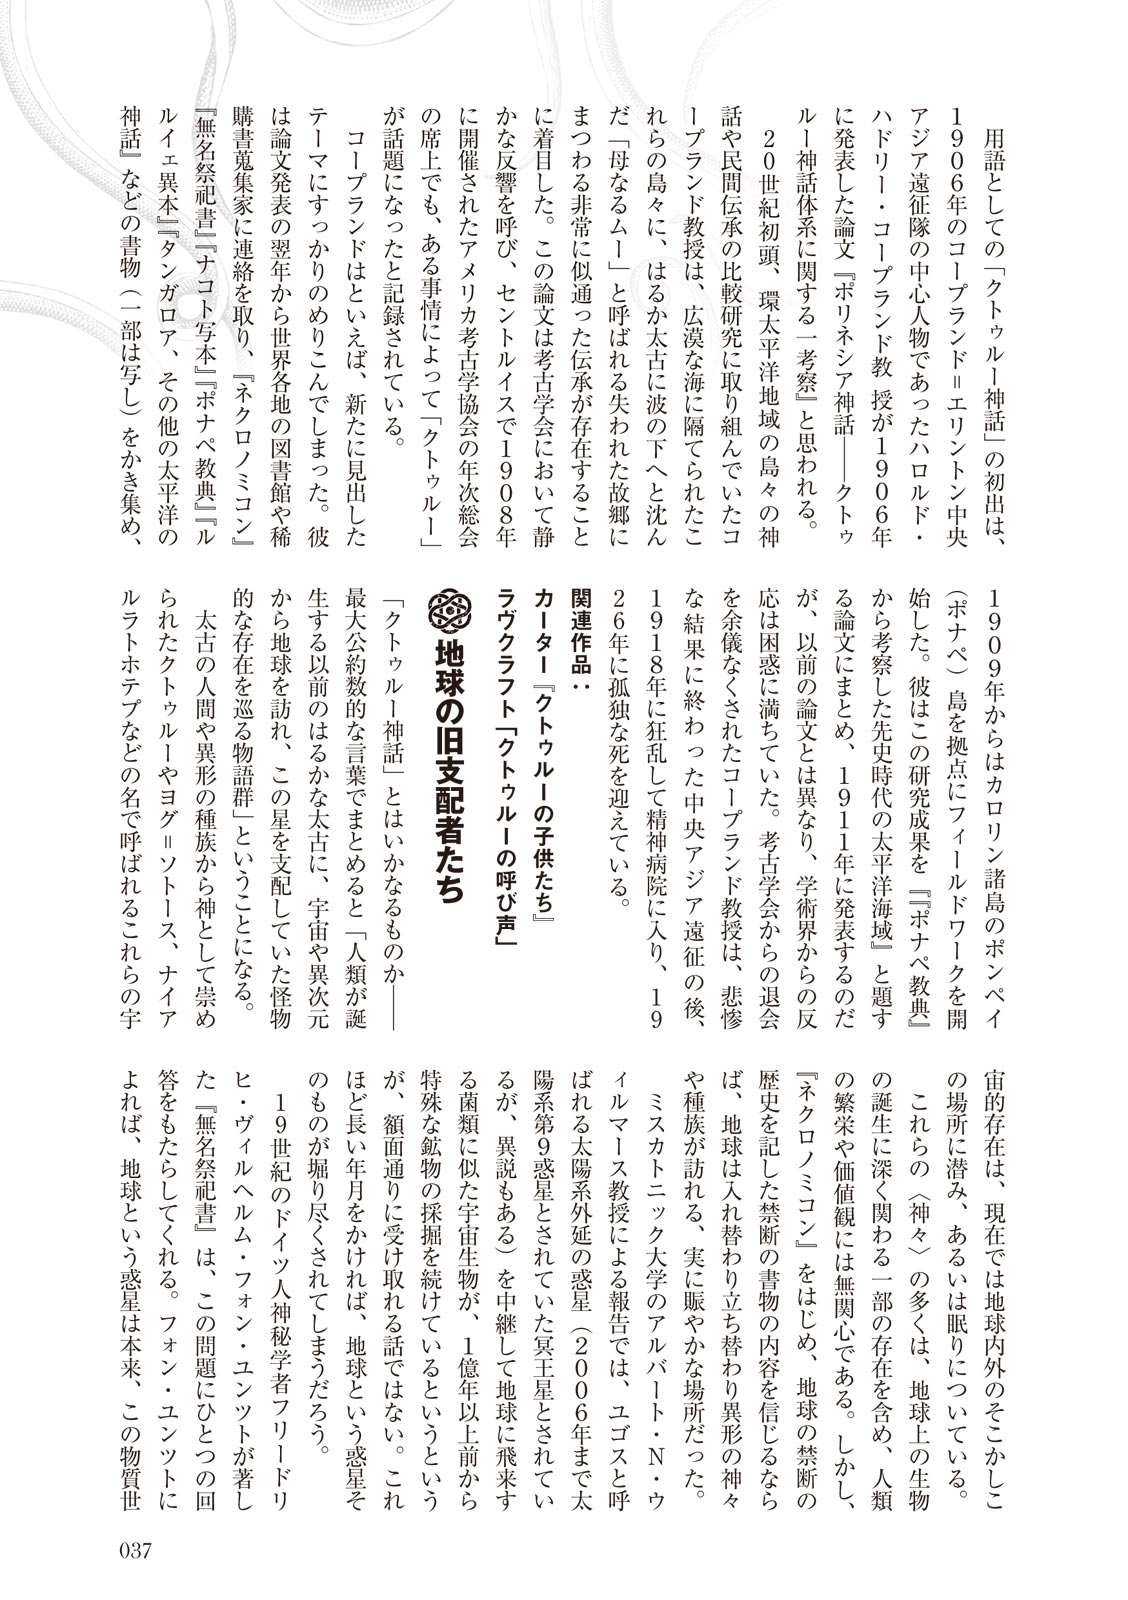 用語としての「クトゥルー神話」の初出は、
1906年のコープランド＝エリントン中央
アジア遠征隊の中心人物であったハロルド・
ハドリー・コープランド教 授が1906年
に発表した論文『ポリネシア神話――クトゥ
ルー神話体系に関する一考察』と思われる。
20世紀初頭、環太平洋地域の島々の神
話や民間伝承の比較研究に取り組んでいたコ
ープランド教授は、広漠な海に隔てられたこ
れらの島々に、はるか太古に波の下へと沈ん
だ「母なるムー」と呼ばれる失われた故郷に
まつわる非常に似通った伝承が存在すること
に着目した。この論文は考古学会において静
かな反響を呼び、セントルイスで1908年
に開催されたアメリカ考古学協会の年次総会
の席上でも、ある事情によって「クトゥルー」
が話題になったと記録されている。
コープランドはといえば、新たに見出した
テーマにすっかりのめりこんでしまった。彼
は論文発表の翌年から世界各地の図書館や稀
購書蒐集家に連絡を取り、『ネクロノミコン』
『無名祭祀書』『ナコト写本』『ポナペ教典』『ル
ルイェ異本』『タンガロア、その他の太平洋の
神話』などの書物（一部は写し）をかき集め、
1909年からはカロリン諸島のポンペイ
（ポナペ）島を拠点にフィールドワークを開
始した。彼はこの研究成果を『『ポナペ教典』
から考察した先史時代の太平洋海域』と題す
る論文にまとめ、1911年に発表するのだ
が、以前の論文とは異なり、学術界からの反
応は困惑に満ちていた。考古学会からの退会
を余儀なくされたコープランド教授は、悲惨
な結果に終わった中央アジア遠征の後、
1918年に狂乱して精神病院に入り、19
26年に孤独な死を迎えている。
関連作品：
カーター『クトゥルーの子供たち』
ラヴクラフト「クトゥルーの呼び声」
地球の旧支配者たち
「クトゥルー神話」とはいかなるものか――
最大公約数的な言葉でまとめると「人類が誕
生する以前のはるかな太古に、宇宙や異次元
から地球を訪れ、この星を支配していた怪物
的な存在を巡る物語群」ということになる。
太古の人間や異形の種族から神として崇め
られたクトゥルーやヨグ＝ソトース、ナイア
ルラトホテプなどの名で呼ばれるこれらの宇
宙的存在は、現在では地球内外のそこかしこ
の場所に潜み、あるいは眠りについている。
これらの〈神々〉の多くは、地球上の生物
の誕生に深く関わる一部の存在を含め、人類
の繁栄や価値観には無関心である。しかし、
『ネクロノミコン』をはじめ、地球の禁断の
歴史を記した禁断の書物の内容を信じるなら
ば、地球は入れ替わり立ち替わり異形の神々
や種族が訪れる、実に賑やかな場所だった。
ミスカトニック大学のアルバート・N・ウ
ィルマース教授による報告では、ユゴスと呼
ばれる太陽系外延の惑星（2006年まで太
陽系第9惑星とされていた冥王星とされてい
るが、異説もある）を中継して地球に飛来す
る菌類に似た宇宙生物が、1億年以上前から
特殊な鉱物の採掘を続けているというという
が、額面通りに受け取れる話ではない。これ
ほど長い年月をかければ、地球という惑星そ
のものが堀り尽くされてしまうだろう。
19世紀のドイツ人神秘学者フリードリ
ヒ・ヴィルヘルム・フォン・ユンツトが著し
た『無名祭祀書』は、この問題にひとつの回
答をもたらしてくれる。フォン・ユンツトに
よれば、地球という惑星は本来、この物質世
037